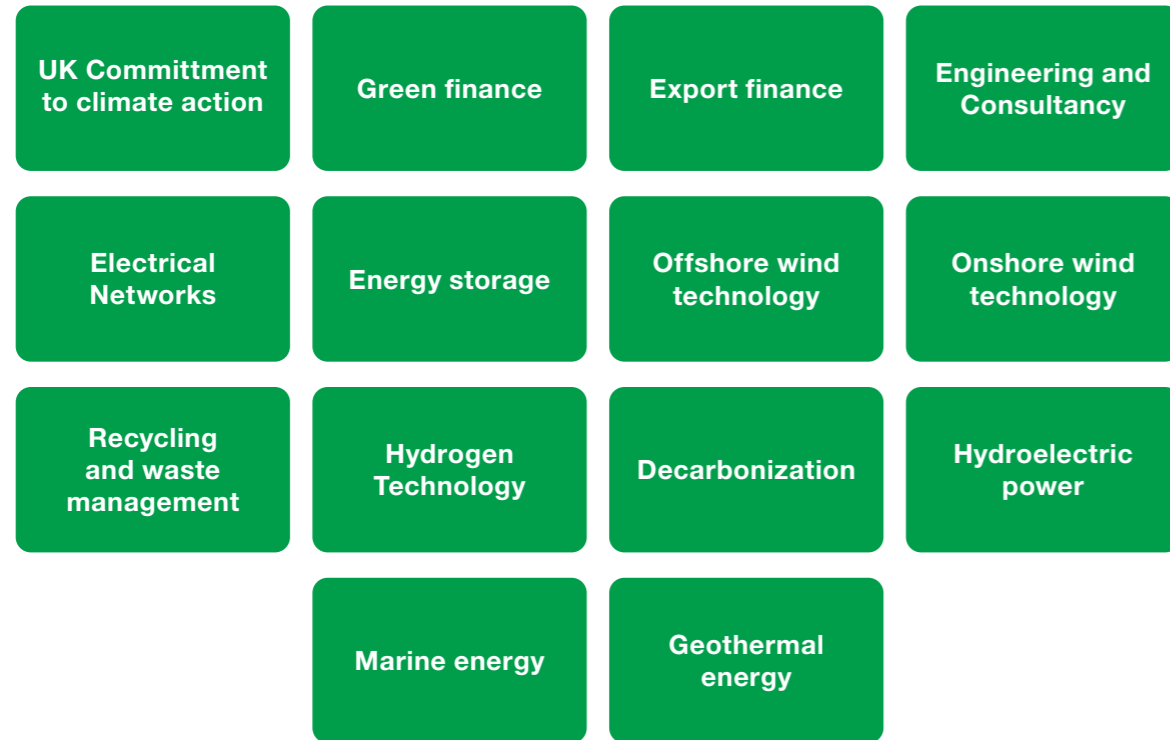 UK Committment
to climate action
Green finance
Export finance
Engineering and
Consultancy
Electrical
Networks
Energy storage
Offshore wind
technology
Onshore wind
technology
Recycling
and waste
management
Hydrogen
Technology
Decarbonization
Hydroelectric
power
Marine energy
Geothermal
energy